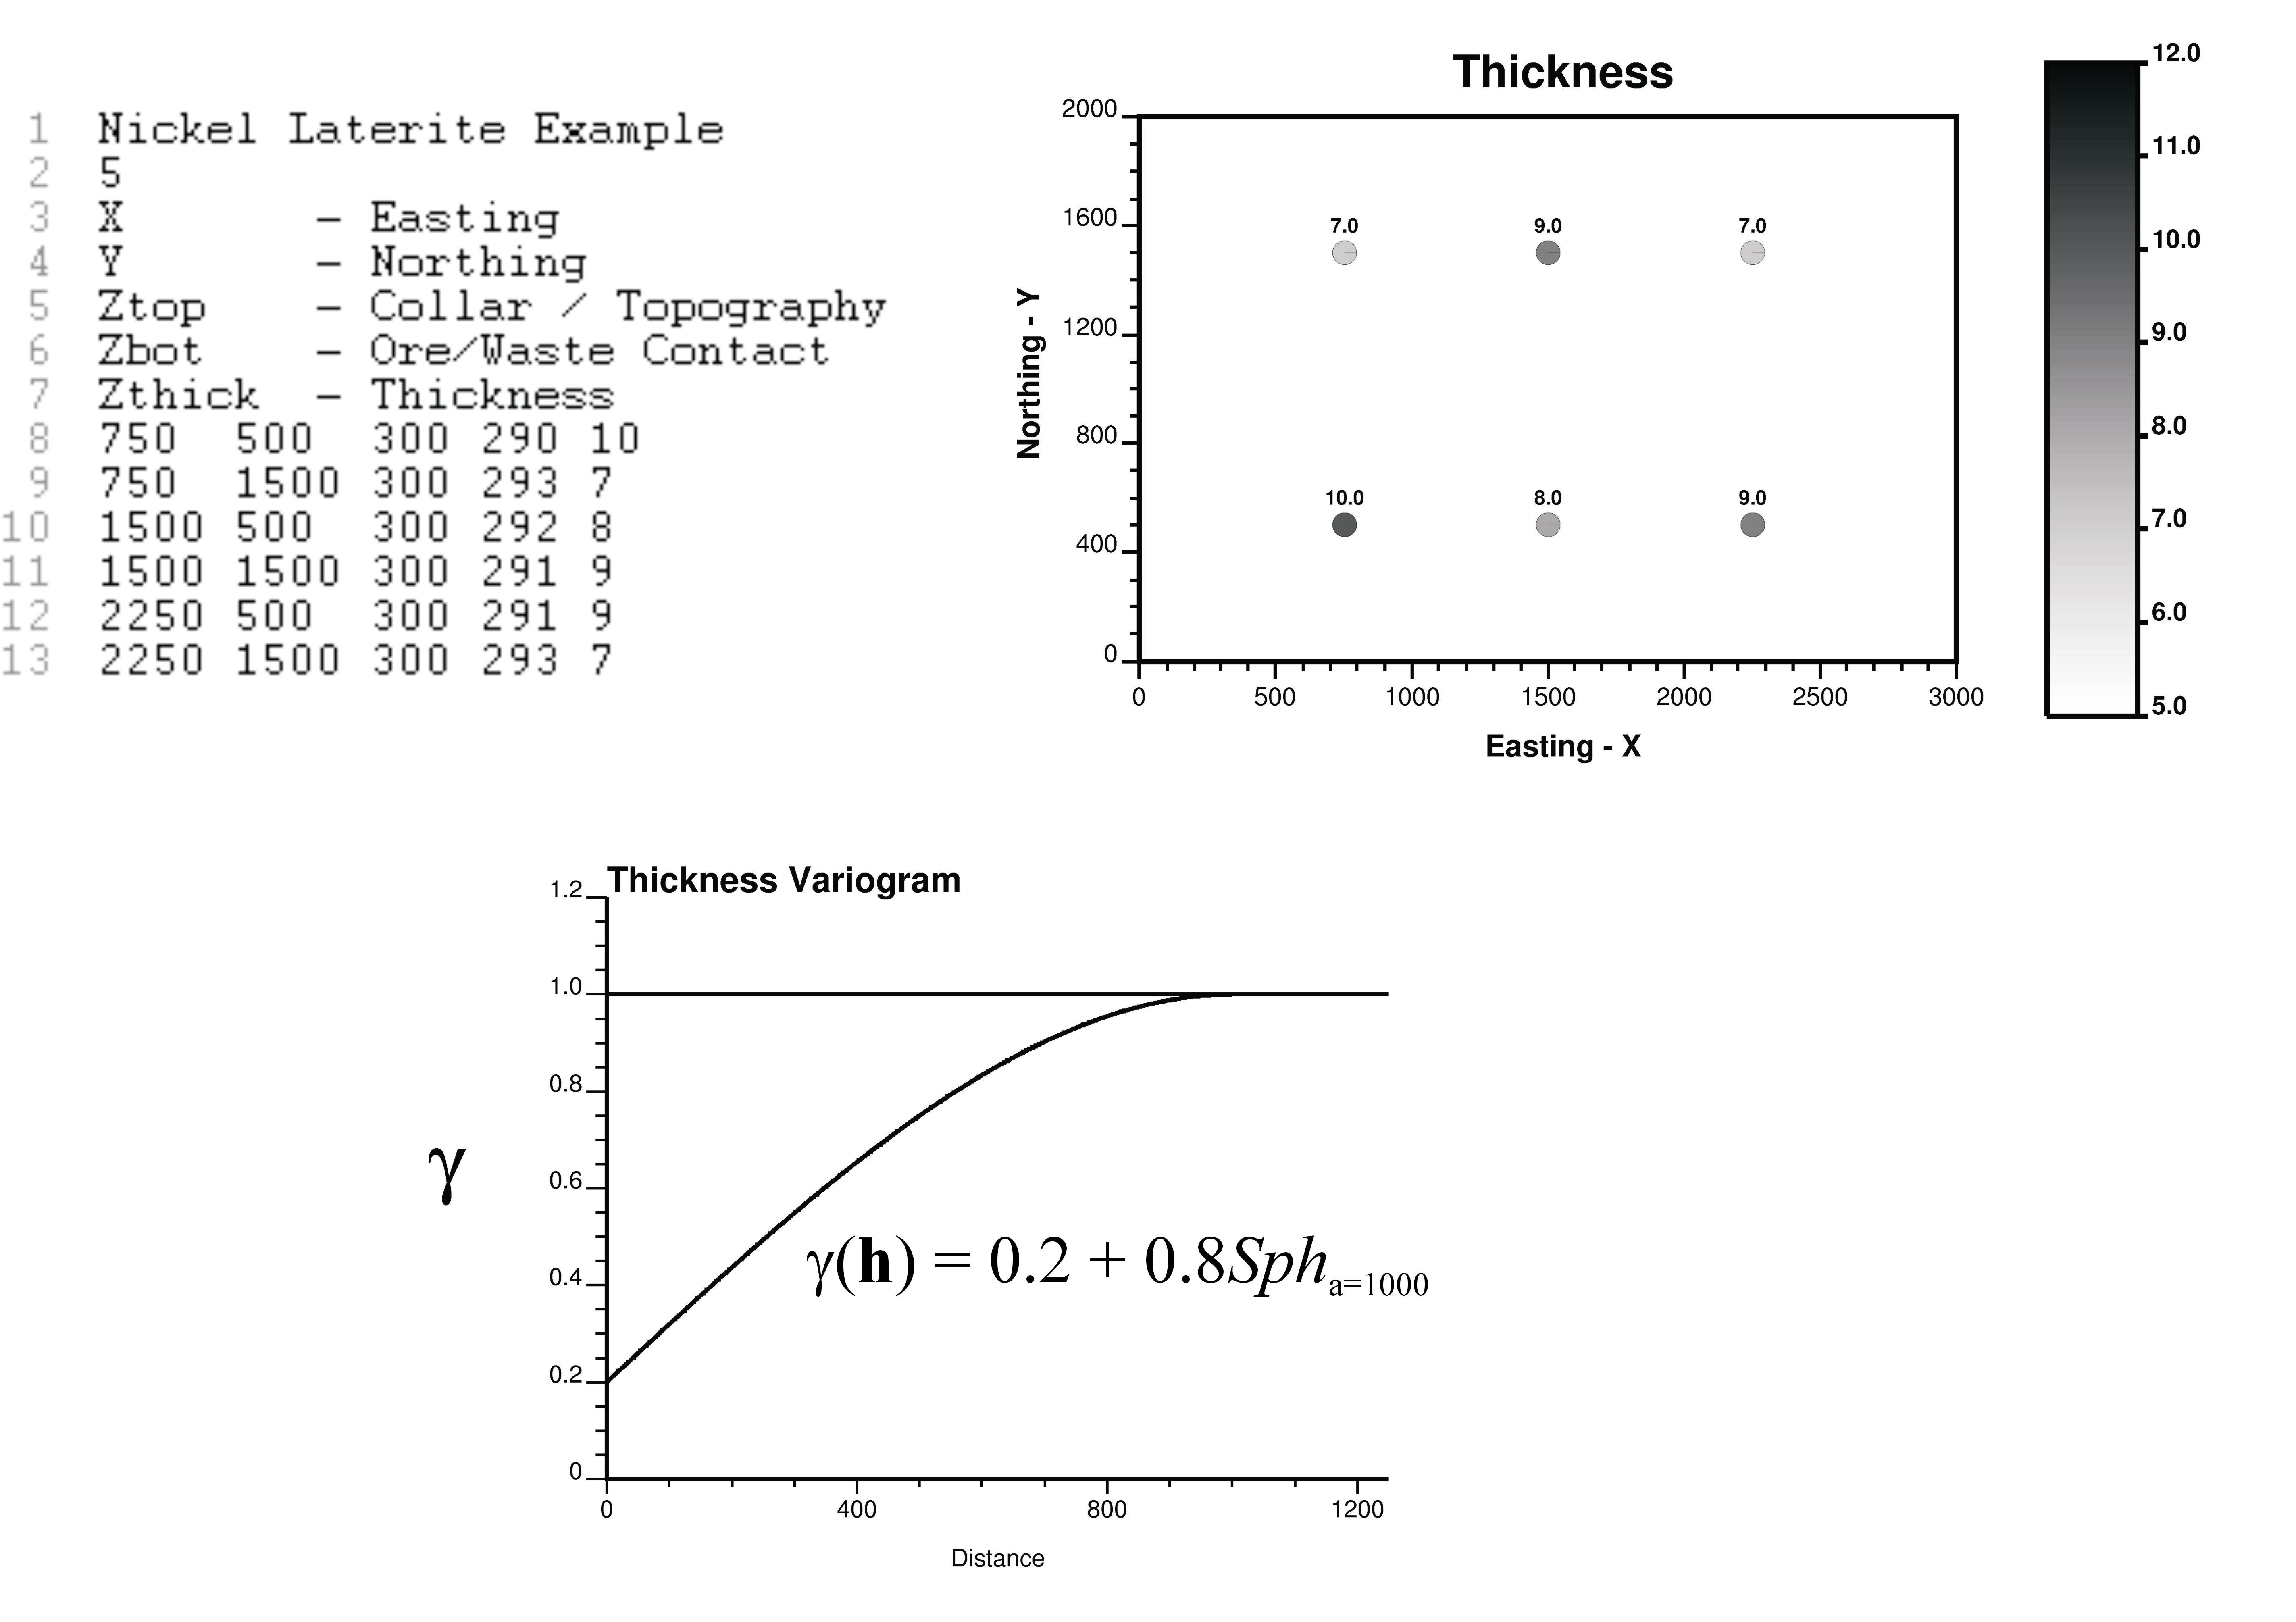 1 Nickel Laterite Example
2 5
3 X - Easting
4 Y - Northing
5 Ztop - Collar / Topography
6 Zbot - Ore/Waste Contact
7 Zthick - Thickness
8 750 500 300 290 10
9 750 1500 300 293 7
10 1500 500 300 292 8
11 1500 1500 300 291 9
12 2250 500 300 291 9
13 2250 1500 300 293 7
Thickness
2000
1600
1200
800
400
0
Northing - Y
7.0 9.0 7.0
10.0 8.0 9.0
0 500 1000 1500 2000 2500 3000
Easting - X
12.0
11.0
10.0
9.0
8.0
7.0
6.0
5.0
Thickness Variogram
1.2
1.0
0.8
0.6
0.4
0.2
0
γ
γ(h) = 0.2 + 0.8Sph a=1000
0 400 800 1200
Distance